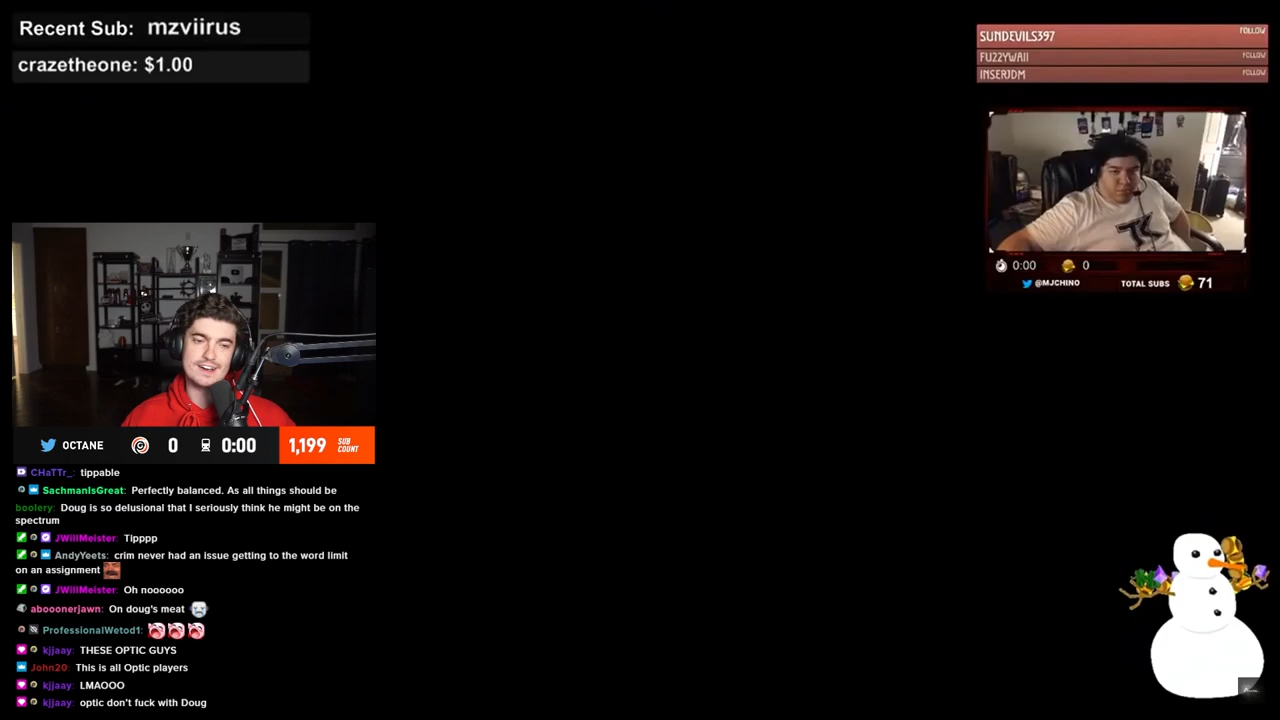 Recent Sub: mzviirus
crazetheone: $1.00
SUNDEVILS397 FOLLOW
FU22YWAII FOLLOW
INSERJDM FOLLOW
0:00 0
@MJCHINO TOTAL SUBS 71
OCTANE 0 0:00 1,199 SUB COUNT
CHaTTr_: tippable
SachmanIsGreat: Perfectly balanced. As all things should be
boolery: Doug is so delusional that I seriously think he might be on the
spectrum
JWillMeister: Tipppp
AndyYeets: crim never had an issue getting to the word limit
on an assignment
JWillMeister: Oh nooooo
abooonerjawn: On doug's meat
ProfessionalWetod1:
kjjaay: THESE OPTIC GUYS
John20: This is all Optic players
kjjaay: LMAOOO
kjjaay: optic don't fuck with Doug